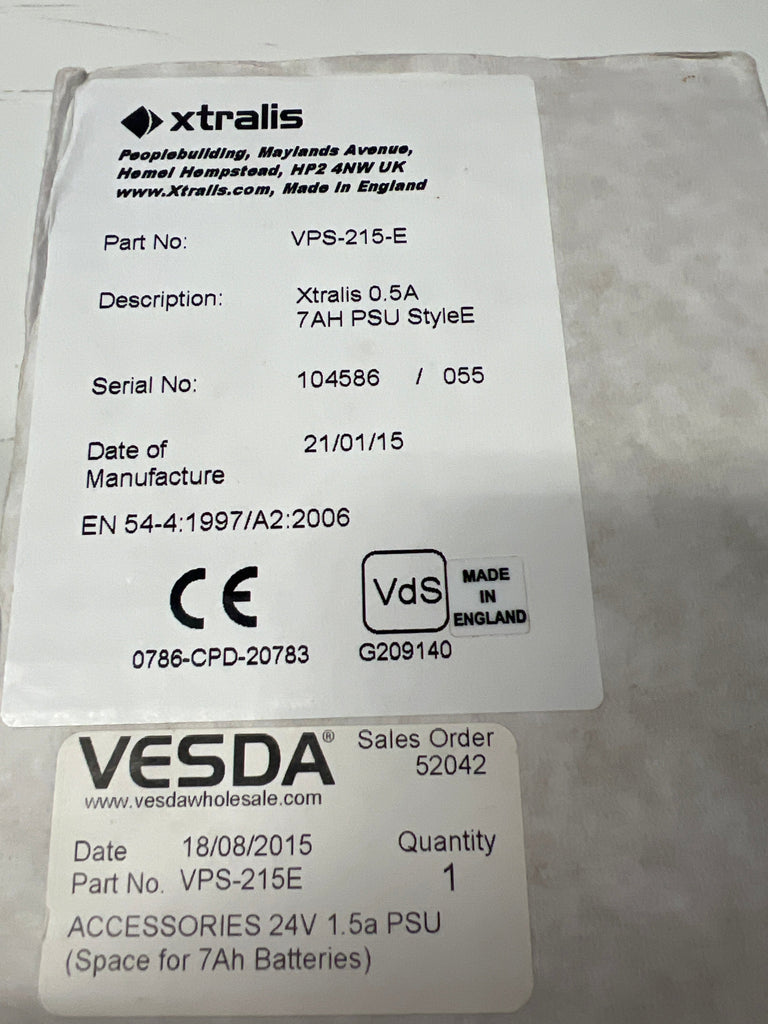 xtralis
Peoplebuilding, Maylands Avenue,
Hemel Hempstead, HP2 4NW UK
www.Xtralis.com, Made In England
Part No: VPS-215-E
Description: Xtralis 0.5A
7AH PSU StyleE
Serial No: 104586 / 055
Date of
Manufacture 21/01/15
EN 54-4:1997/A2:2006
CE
0786-CPD-20783
VdS
G209140
MADE
IN
ENGLAND
VESDA®
www.vesdawholesale.com
Sales Order
52042
Date 18/08/2015
Part No. VPS-215E
Quantity
1
ACCESSORIES 24V 1.5a PSU
(Space for 7Ah Batteries)